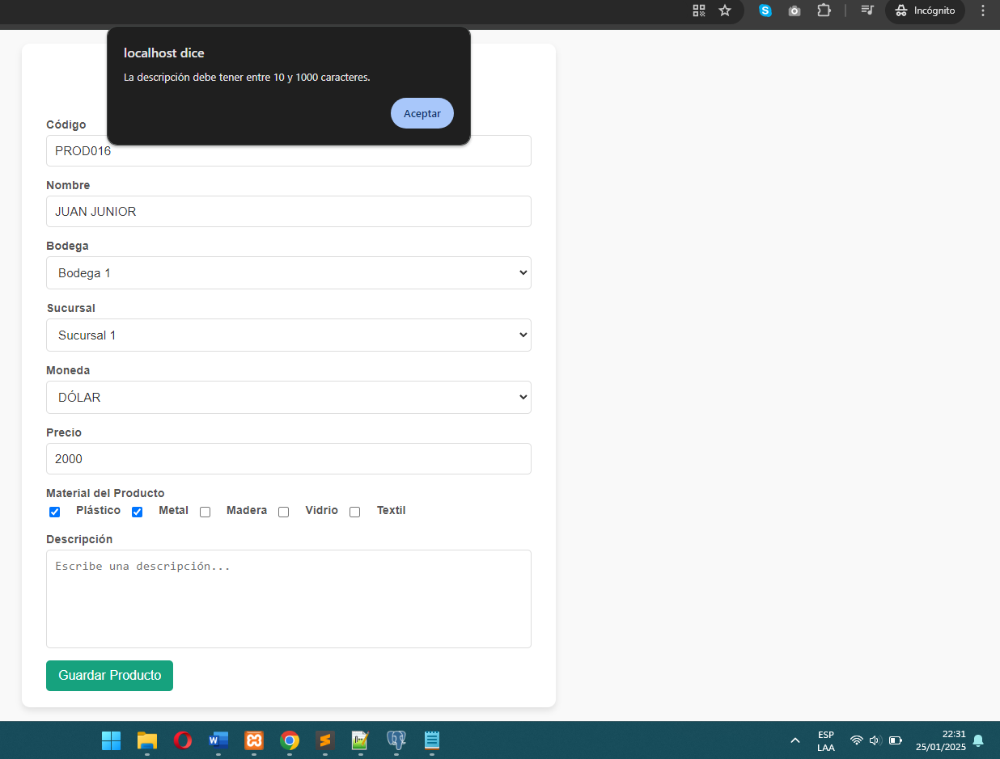 Incógnito
localhost dice
La descripción debe tener entre 10 y 1000 caracteres.
Aceptar
Código
PROD016
Nombre
JUAN JUNIOR
Bodega
Bodega 1
Sucursal
Sucursal 1
Moneda
DÓLAR
Precio
2000
Material del Producto
Plástico Metal Madera Vidrio Textil
Descripción
Escribe una descripción...
Guardar Producto
ESP 22:31
LAA 25/01/2025